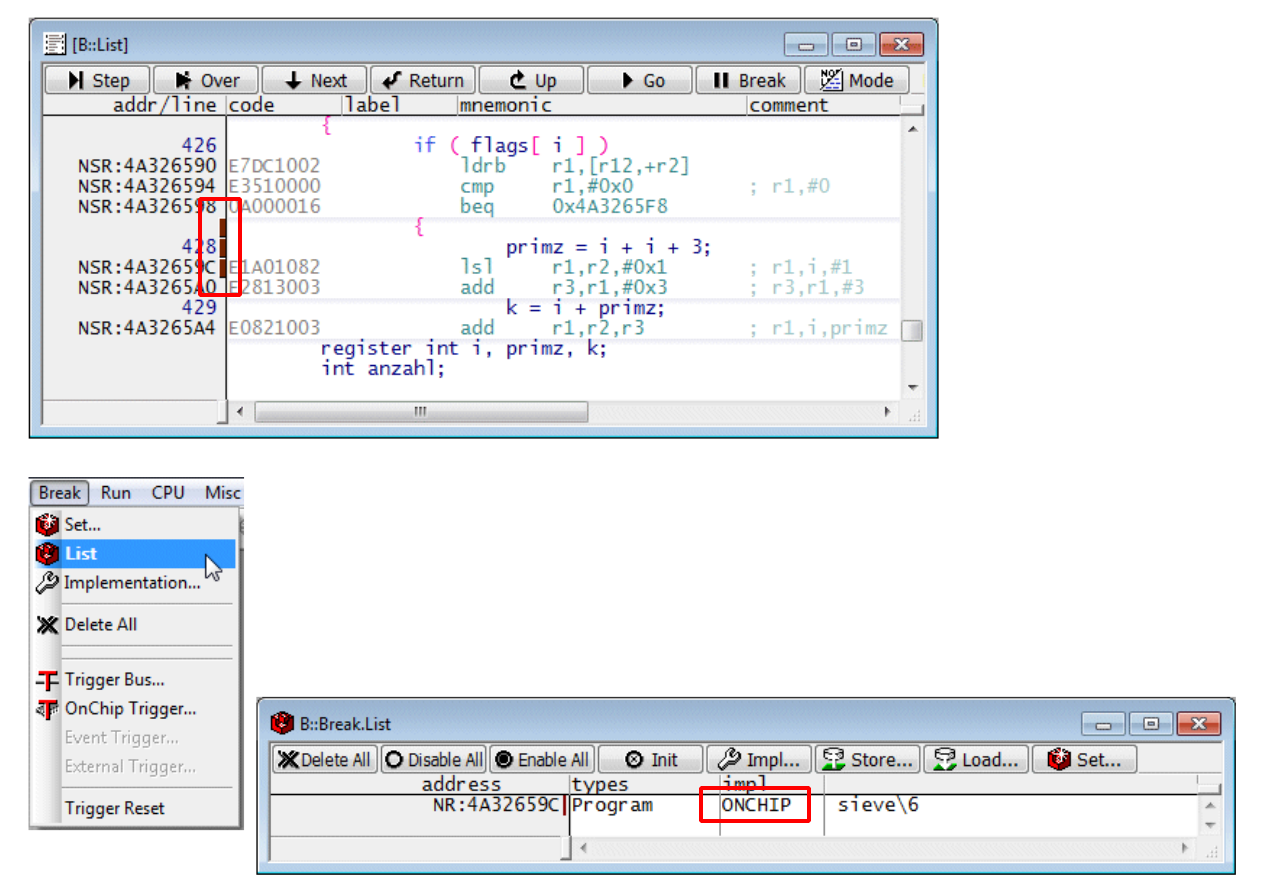 [B::List]
Step Over Next Return Up Go Break Mode
addr/line code label mnemonic comment
{
426 if ( flags[ i ] )
NSR:4A326590 E7DC1002 ldrb r1,[r12,+r2]
NSR:4A326594 E3510000 cmp r1,#0x0 ; r1,#0
NSR:4A326598 0A000016 beq 0x4A3265F8
{
428 primz = i + i + 3;
NSR:4A32659C E1A01082 lsl r1,r2,#0x1 ; r1,i,#1
NSR:4A3265A0 E2813003 add r3,r1,#0x3 ; r3,r1,#3
429 k = i + primz;
NSR:4A3265A4 E0821003 add r1,r2,r3 ; r1,i,primz
register int i, primz, k;
int anzahl;
Break Run CPU Misc
Set...
List
Implementation...
Delete All
Trigger Bus...
OnChip Trigger...
Event Trigger...
External Trigger...
Trigger Reset
B::Break.List
Delete All Disable All Enable All Init Impl... Store... Load... Set...
address types impl
NR:4A32659C Program ONCHIP sieve\6